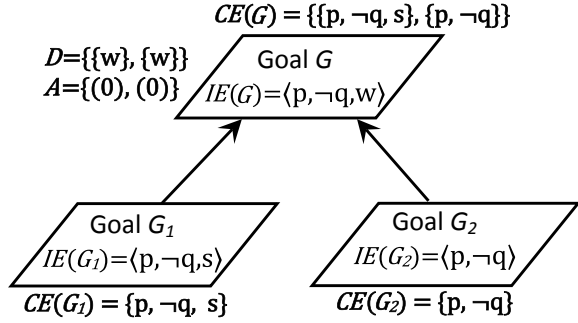 CE(G) = {{p, ¬q, s}, {p, ¬q}}
D={{w}, {w}}
A={(0), (0)}
Goal G
IE(G)=⟨p,¬q,w⟩
Goal G₁
IE(G₁)=⟨p,¬q,s⟩
CE(G₁) = {p, ¬q, s}
Goal G₂
IE(G₂)=⟨p,¬q⟩
CE(G₂) = {p, ¬q}